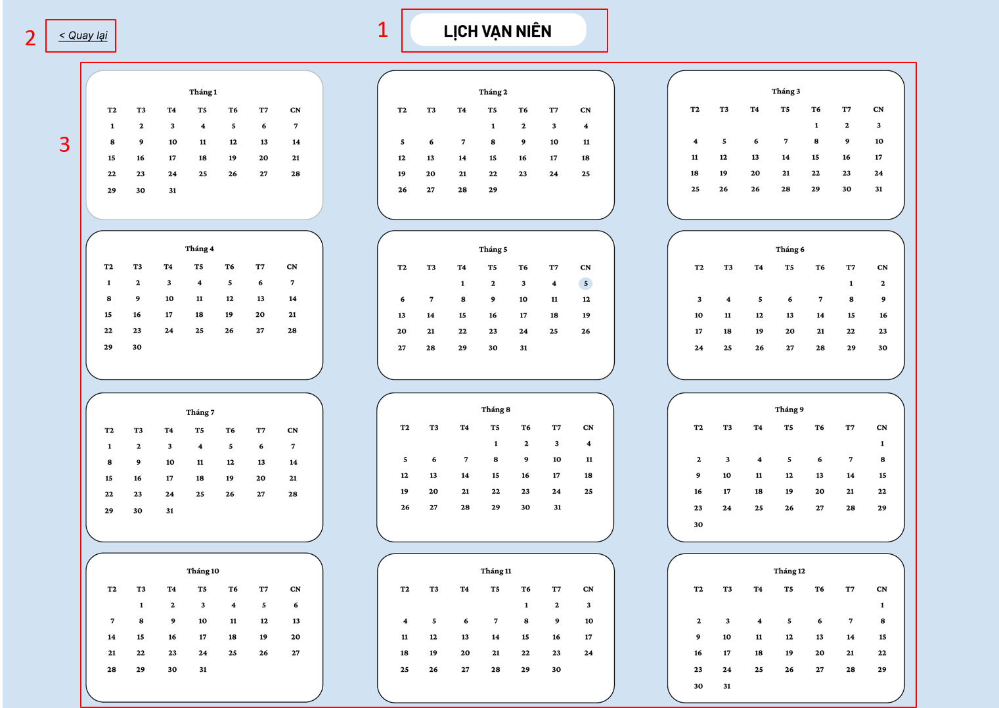 1 LỊCH VẠN NIÊN
2 < Quay lại
3
Tháng 1
T2 T3 T4 T5 T6 T7 CN
1 2 3 4 5 6 7
8 9 10 11 12 13 14
15 16 17 18 19 20 21
22 23 24 25 26 27 28
29 30 31
Tháng 2
T2 T3 T4 T5 T6 T7 CN
1 2 3 4
5 6 7 8 9 10 11
12 13 14 15 16 17 18
19 20 21 22 23 24 25
26 27 28 29
Tháng 3
T2 T3 T4 T5 T6 T7 CN
1 2 3
4 5 6 7 8 9 10
11 12 13 14 15 16 17
18 19 20 21 22 23 24
25 26 26 28 29 30 31
Tháng 4
T2 T3 T4 T5 T6 T7 CN
1 2 3 4 5 6 7
8 9 10 11 12 13 14
15 16 17 18 19 20 21
22 23 24 25 26 27 28
29 30
Tháng 5
T2 T3 T4 T5 T6 T7 CN
1 2 3 4 5
6 7 8 9 10 11 12
13 14 15 16 17 18 19
20 21 22 23 24 25 26
27 28 29 30 31
Tháng 6
T2 T3 T4 T5 T6 T7 CN
1 2
3 4 5 6 7 8 9
10 11 12 13 14 15 16
17 18 19 20 21 22 23
24 25 26 27 28 29 30
Tháng 7
T2 T3 T4 T5 T6 T7 CN
1 2 3 4 5 6 7
8 9 10 11 12 13 14
15 16 17 18 19 20 21
22 23 24 25 26 27 28
29 30 31
Tháng 8
T2 T3 T4 T5 T6 T7 CN
1 2 3 4
5 6 7 8 9 10 11
12 13 14 15 16 17 18
19 20 21 22 23 24 25
26 27 28 29 30 31
Tháng 9
T2 T3 T4 T5 T6 T7 CN
1
2 3 4 5 6 7 8
9 10 11 12 13 14 15
16 17 18 19 20 21 22
23 24 25 26 27 28 29
30
Tháng 10
T2 T3 T4 T5 T6 T7 CN
1 2 3 4 5 6
7 8 9 10 11 12 13
14 15 16 17 18 19 20
21 22 23 24 25 26 27
28 29 30 31
Tháng 11
T2 T3 T4 T5 T6 T7 CN
1 2 3
4 5 6 7 8 9 10
11 12 13 14 15 16 17
18 19 20 21 22 23 24
25 26 27 28 29 30
Tháng 12
T2 T3 T4 T5 T6 T7 CN
1
2 3 4 5 6 7 8
9 10 11 12 13 14 15
16 17 18 19 20 21 22
23 24 25 26 27 28 29
30 31